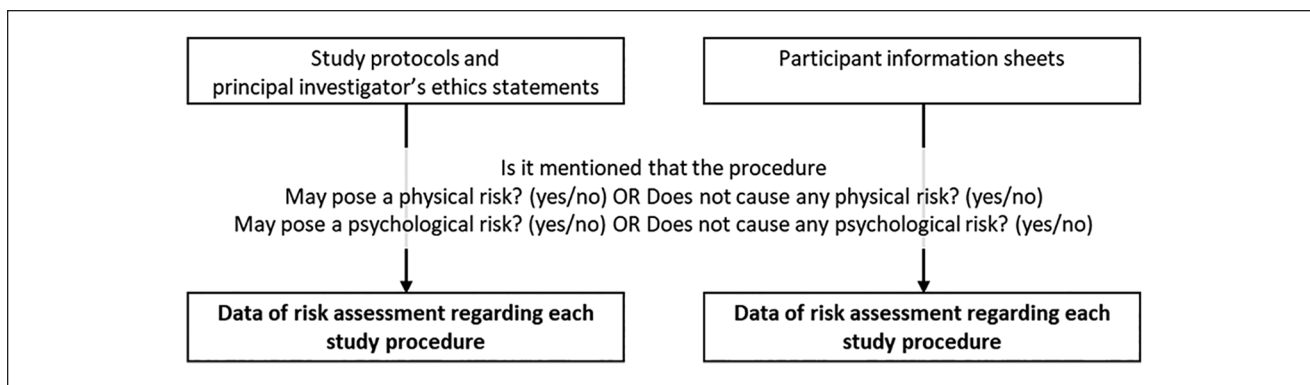 Study protocols and
principal investigator's ethics statements
Participant information sheets
Is it mentioned that the procedure
May pose a physical risk? (yes/no) OR Does not cause any physical risk? (yes/no)
May pose a psychological risk? (yes/no) OR Does not cause any psychological risk? (yes/no)
Data of risk assessment regarding each
study procedure
Data of risk assessment regarding each
study procedure